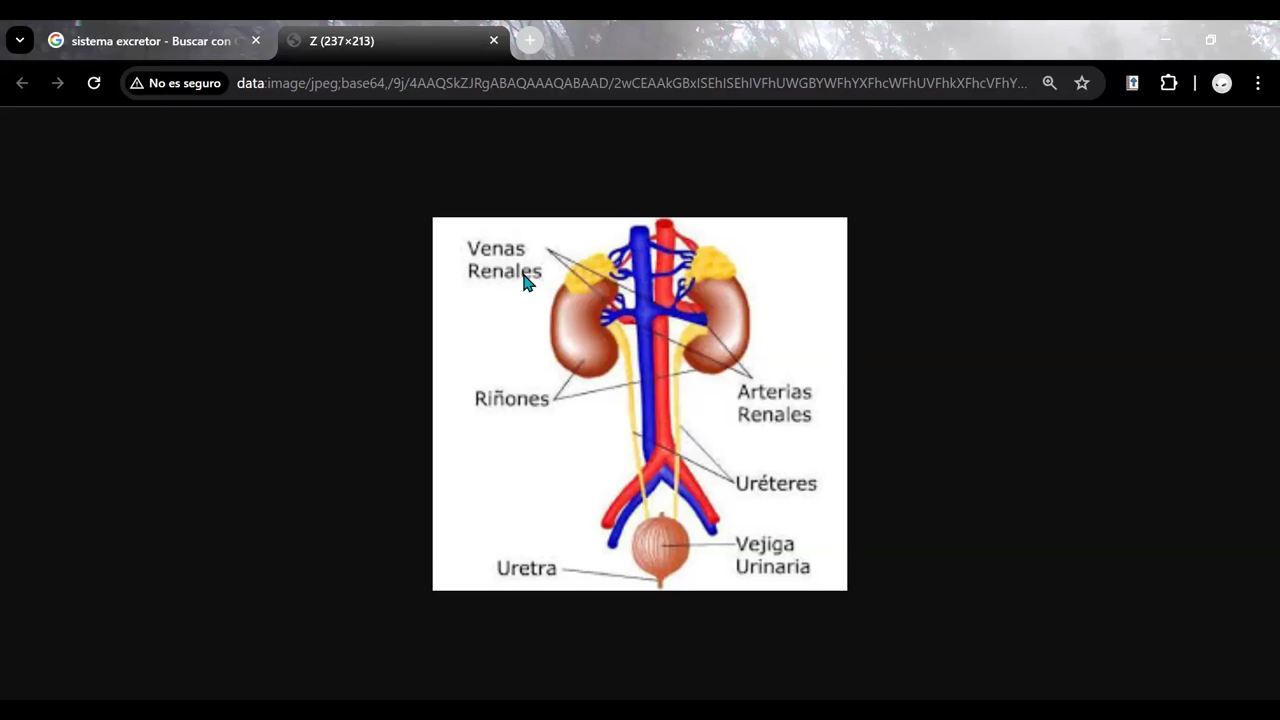 sistema excretor - Buscar con
Z (237×213)
No es seguro
data:image/jpeg;base64,/9j/4AAQSkZJRgABAQAAAQABAAD/2wCEAAkGBxISEhISEhIVFhUWGBYWFhYXFhcWFhUVFhkXFhcVFhY...
Venas
Renales
Riñones
Arterias
Renales
Uréteres
Vejiga
Urinaria
Uretra